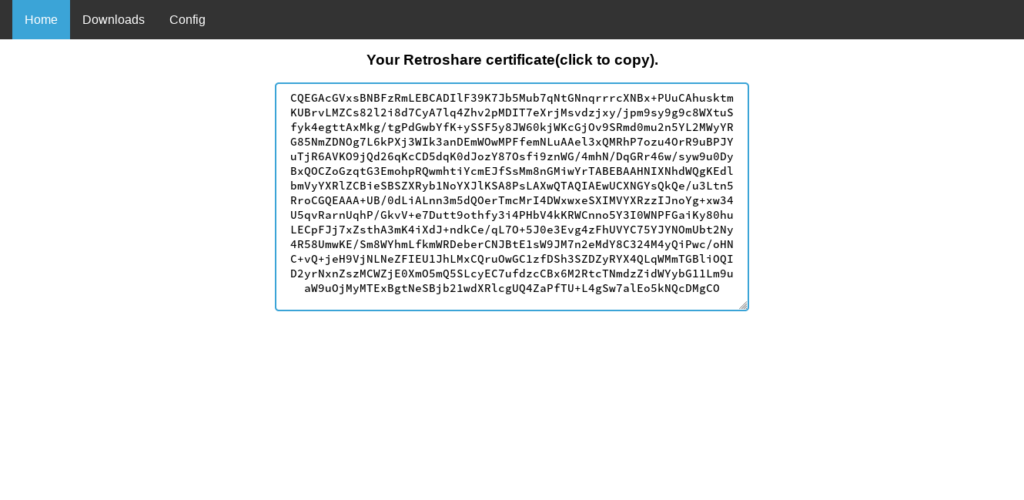 Home
Downloads
Config
Your Retroshare certificate(click to copy).
CQEGAcGVxsBNBFzRmLEBCADIlF39K7Jb5Mub7qNtGNnqrrrcXNBx+PUuCAhusktm
KUBrvLMZCs82l2i8d7CyA7lq4Zhv2pMDIT7eXrjMsvdzjxy/jpm9sy9g9c8WXtuS
fyk4egttAxMkg/tgPdGwbYfK+ySSF5y8JW60kjWKcGjOv9SRmd0mu2n5YL2MWyYR
G85NmZDNOg7L6kPXj3WIk3anDEmWOwMPFfemNLuAAel3xQMRhP7ozu4OrR9uBPJY
uTjR6AVKO9jQd26qKcCD5dqK0dJozY87Osfi9znWG/4mhN/DqGRr46w/syw9u0Dy
BxQOCZoGzqtG3EmohpRQwmhtiYcmEJfSsMm8nGMiwYrTABEBAAHNIXNhdWQgKEdl
bmVyYXRlZCBieSBSZXRyb1NoYXJlKSA8PsLAXwQTAQIAEwUCXNGYsQkQe/u3Ltn5
RroCGQEAAA+UB/0dLiALnn3m5dQOerTmcMrI4DWxwxeSXIMVYXRzzIJnoYg+xw34
U5qvRarnUqhP/GkvV+e7Dutt9othfy3i4PHbV4kKRWCnno5Y3I0WNPFGaiKy80hu
LECpFJj7xZsthA3mK4iXdJ+ndkCe/qL7O+5J0e3Evg4zFhUVYC75YJYNOmUbt2Ny
4R58UmwKE/Sm8WYhmLfkmWRDeberCNJBtE1sW9JM7n2eMdY8C324M4yQiPwc/oHN
C+vQ+jeH9VjNLNeZFIEU1JhLMxCQruOwGC1zfDSh3SZDZyRYX4QLqWMmTGBliOQI
D2yrNxnZszMCWZjE0XmO5mQ5SLcyEC7ufdzcCBx6M2RtcTNmdzZidWYybG11Lm9u
aW9uOjMyMTExBgtNeSBjb21wdXRlcgUQ4ZaPfTU+L4gSw7alEo5kNQcDMgCO